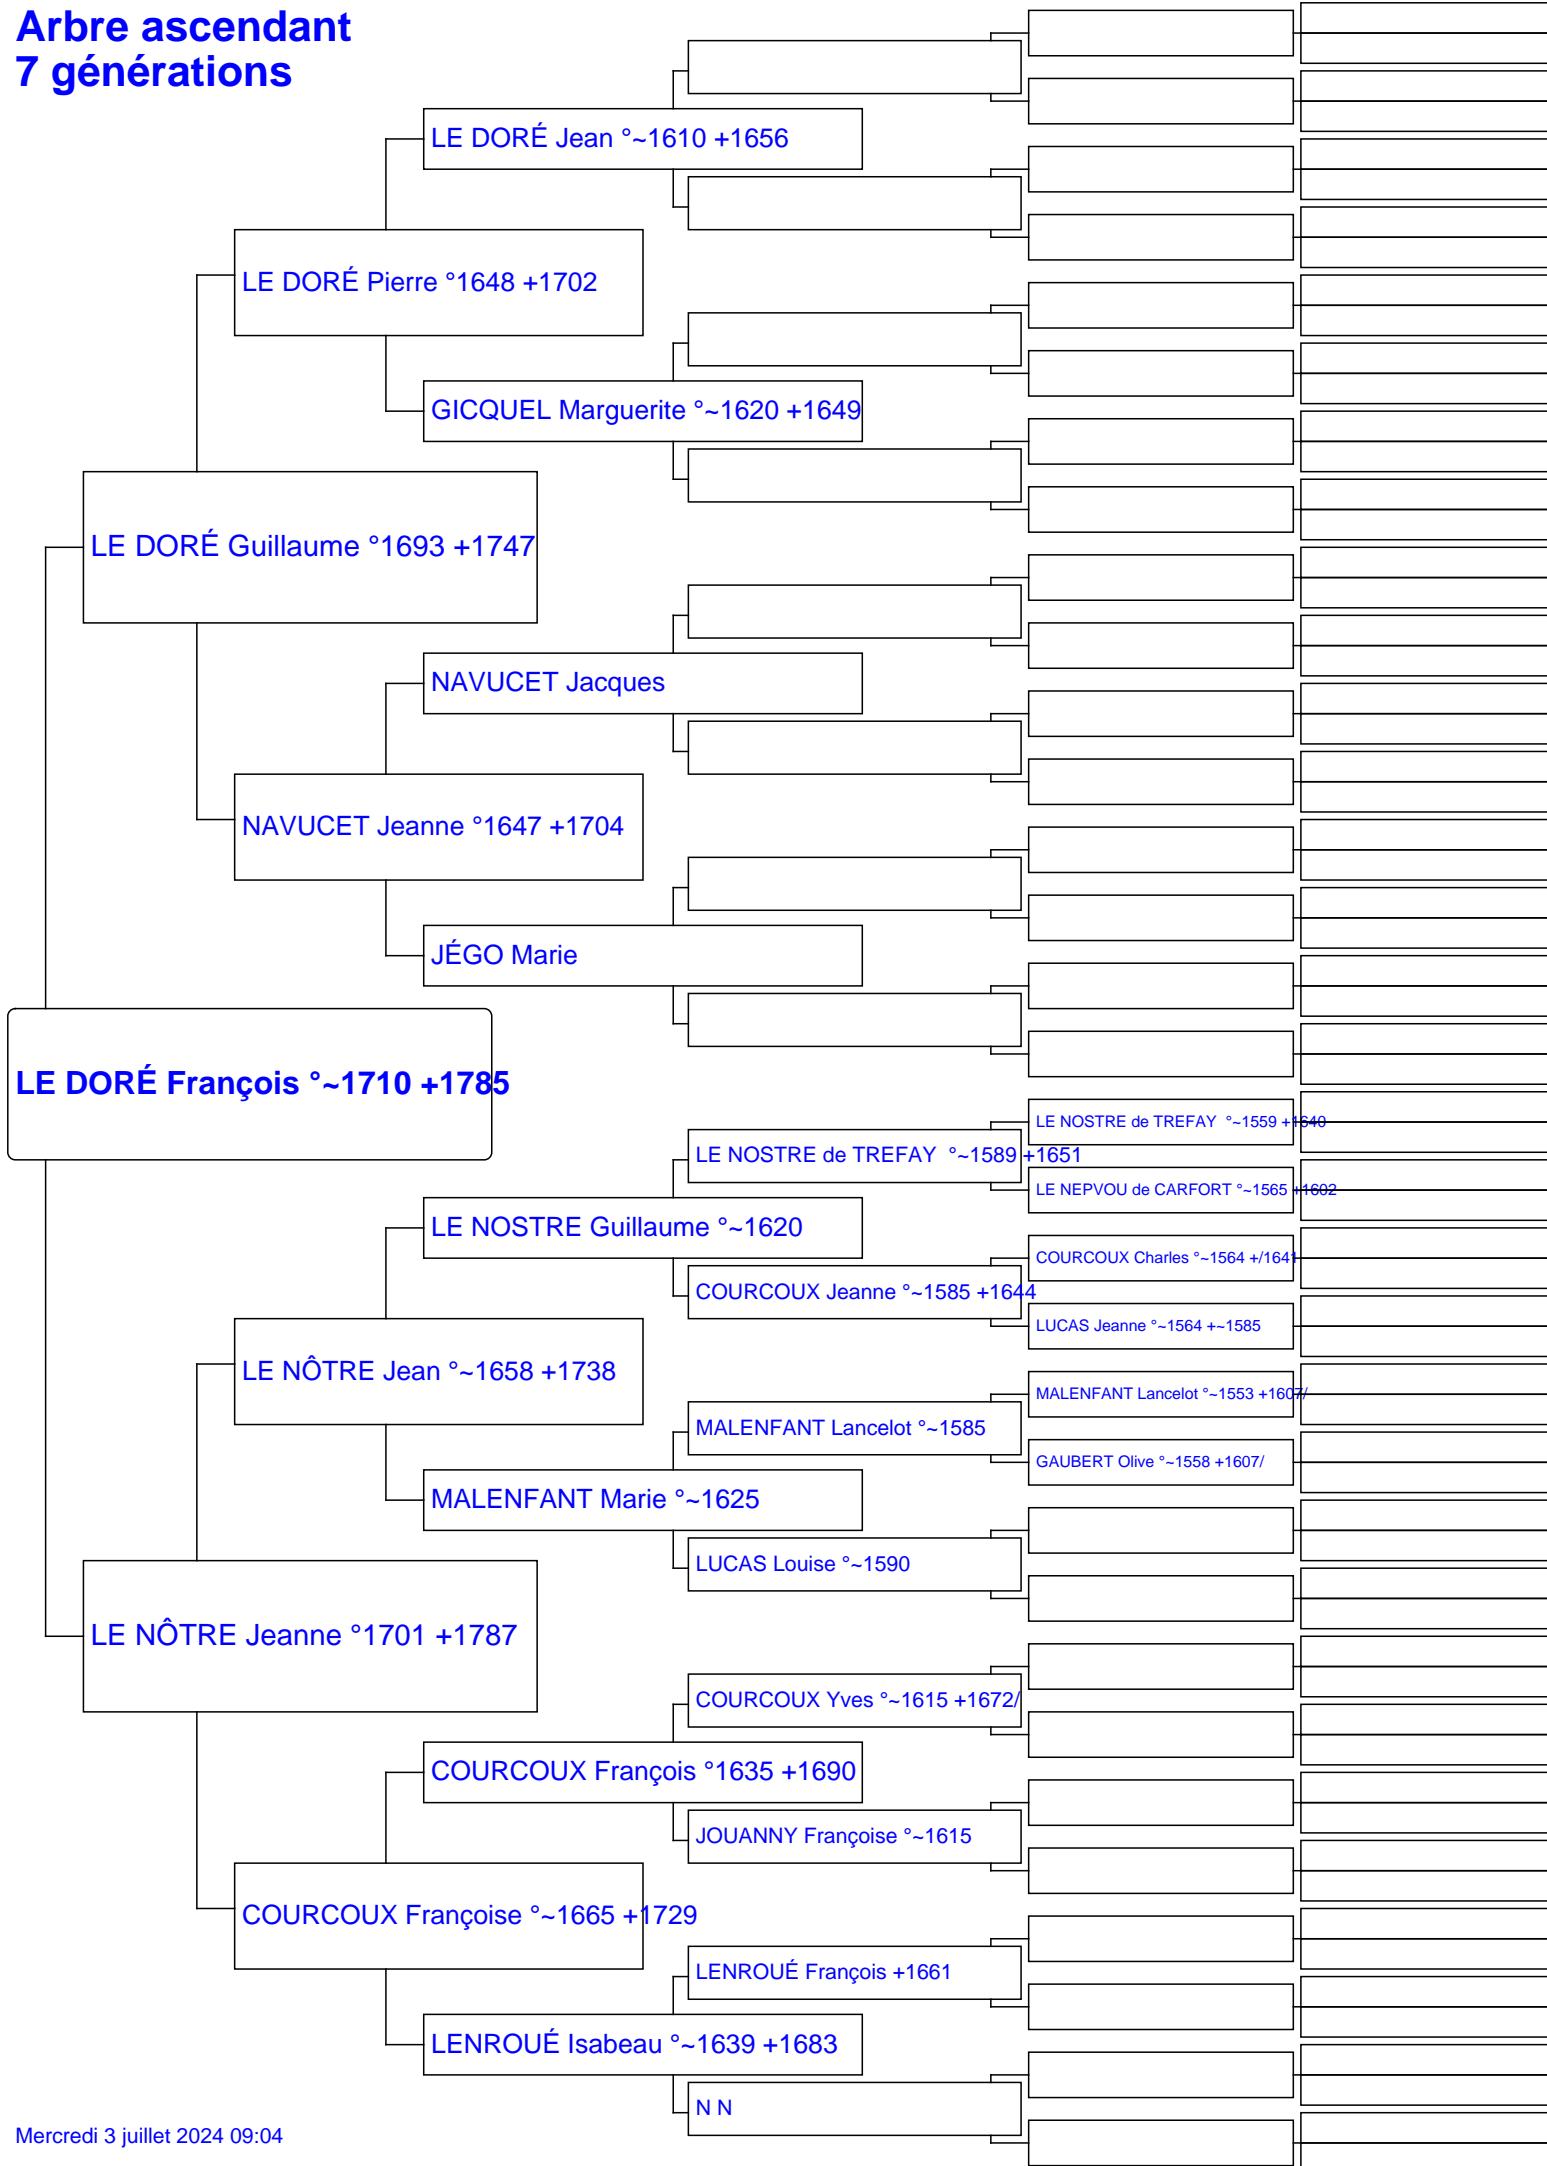 Arbre ascendant
7 générations
LE DORÉ Jean °~1610 +1656
LE DORÉ Pierre °1648 +1702
GICQUEL Marguerite °~1620 +1649
LE DORÉ Guillaume °1693 +1747
NAVUCET Jacques
NAVUCET Jeanne °1647 +1704
JÉGO Marie
LE DORÉ François °~1710 +1785
LE NOSTRE de TREFAY °~1559 +1640
LE NOSTRE de TREFAY °~1589 +1651
LE NEPVOU de CARFORT °~1565 +1602
LE NOSTRE Guillaume °~1620
COURCOUX Charles °~1564 +/1641
COURCOUX Jeanne °~1585 +1644
LUCAS Jeanne °~1564 +~1585
LE NÔTRE Jean °~1658 +1738
MALENFANT Lancelot °~1553 +1607/
MALENFANT Lancelot °~1585
GAUBERT Olive °~1558 +1607/
MALENFANT Marie °~1625
LUCAS Louise °~1590
LE NÔTRE Jeanne °1701 +1787
COURCOUX Yves °~1615 +1672/
COURCOUX François °1635 +1690
JOUANNY Françoise °~1615
COURCOUX Françoise °~1665 +1729
LENROUÉ François +1661
LENROUÉ Isabeau °~1639 +1683
N N
Mercredi 3 juillet 2024 09:04